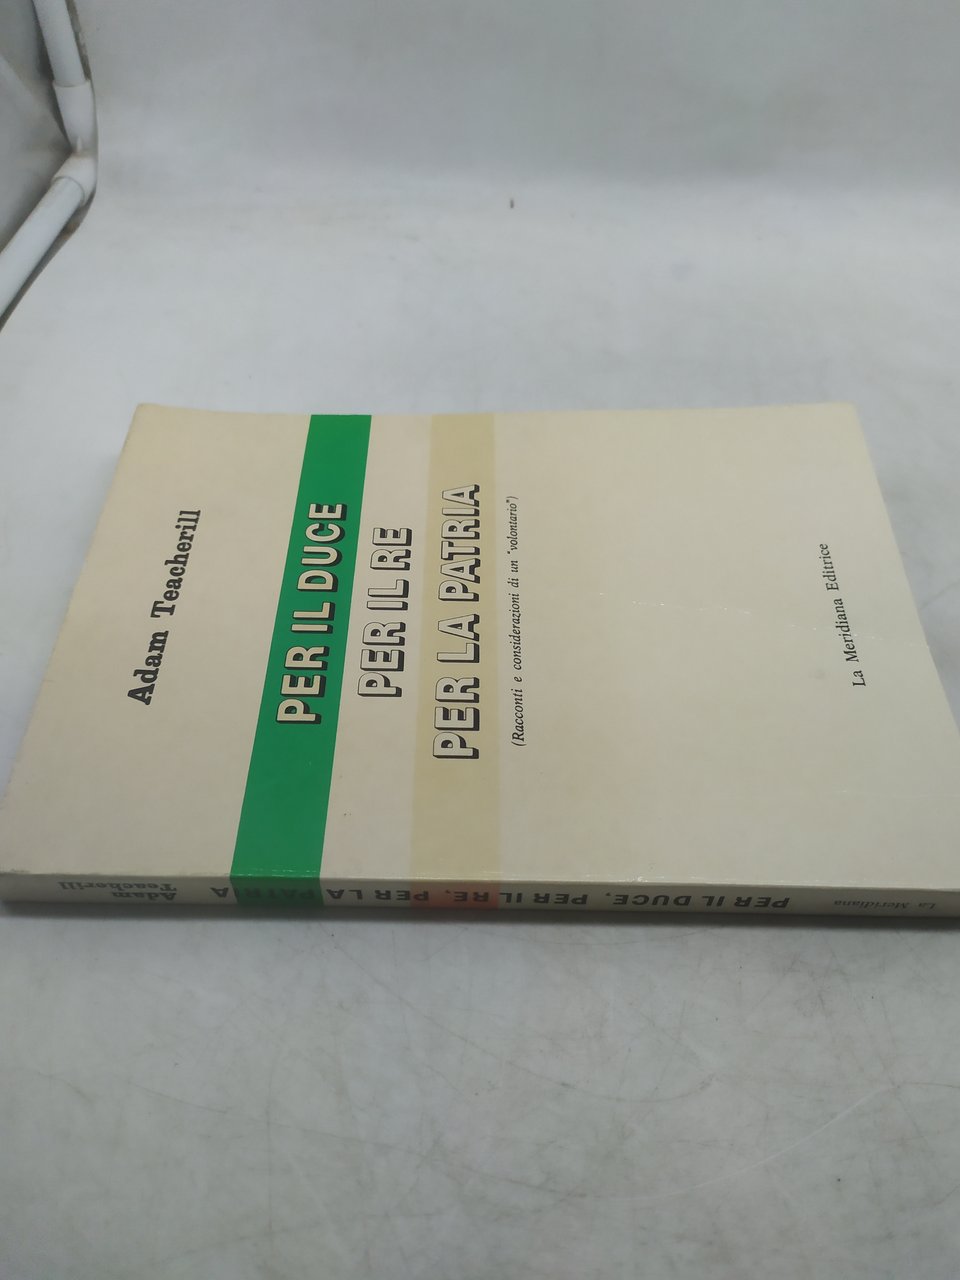 Adam Teacherill
PER IL DUCE
PER IL RE
PER LA PATRIA
(Racconti e considerazioni di un "volontario")
La Meridiana Editrice
Adam
Teacherill
PER IL DUCE, PER IL RE, PER LA PATRIA
La Meridiana